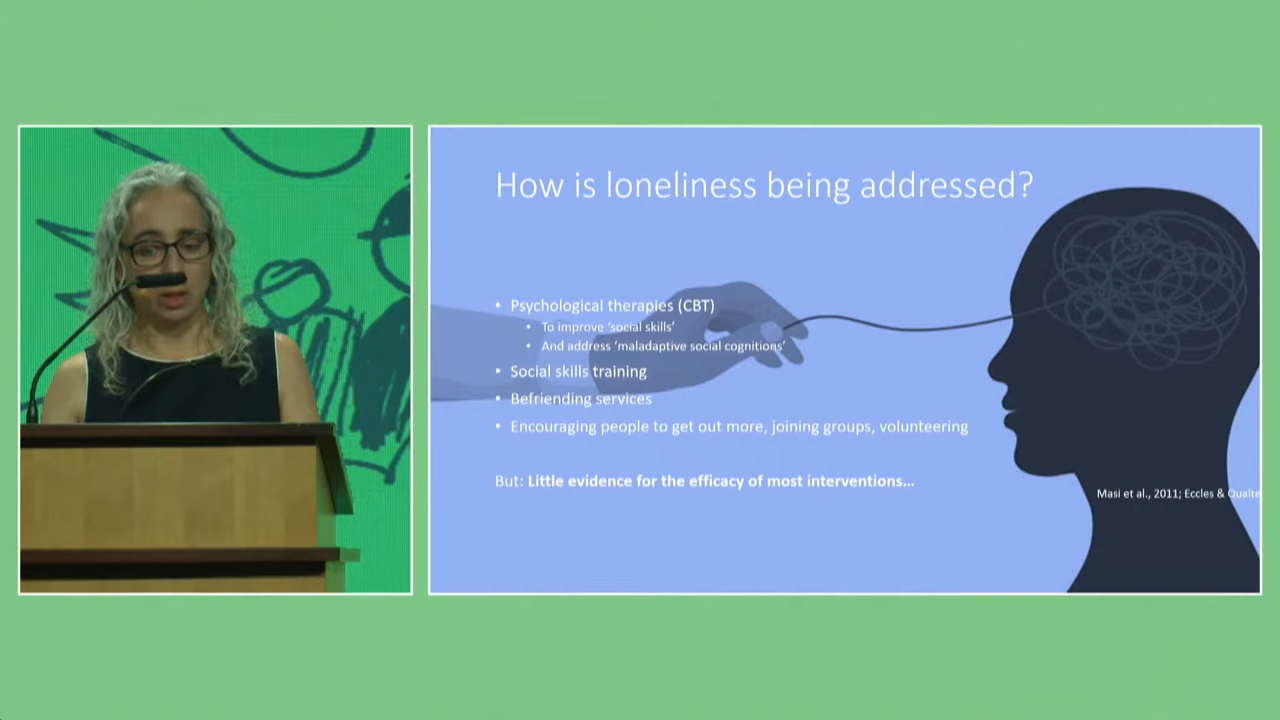 How is loneliness being addressed?
• Psychological therapies (CBT)
• To improve ‘social skills’
• And address ‘maladaptive social cognitions’
• Social skills training
• Befriending services
• Encouraging people to get out more, joining groups, volunteering
But: Little evidence for the efficacy of most interventions…
Masi et al., 2011; Eccles & Qualte